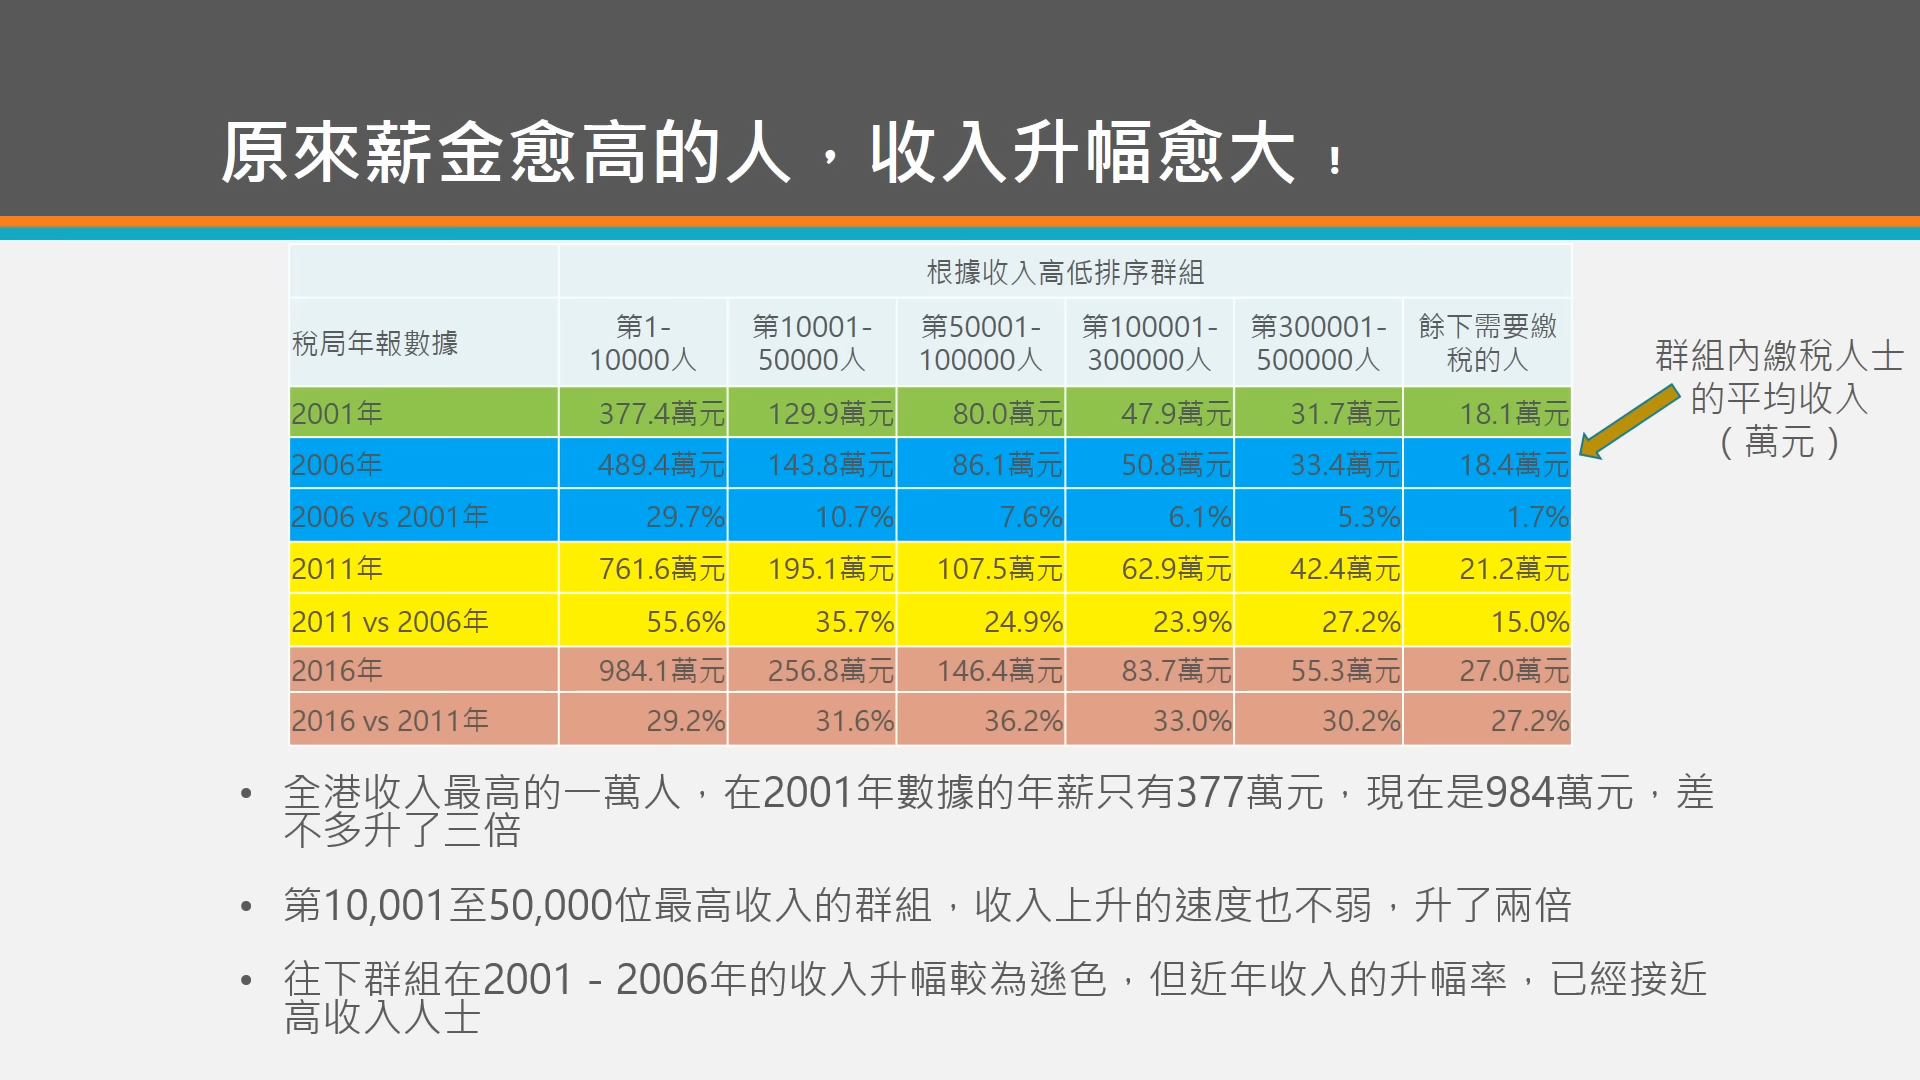 原來薪金愈高的人，收入升幅愈大！
根據收入高低排序群組
稅局年報數據 第1-10000人 第10001-50000人 第50001-100000人 第100001-300000人 第300001-500000人 餘下需要繳稅的人
2001年 377.4萬元 129.9萬元 80.0萬元 47.9萬元 31.7萬元 18.1萬元
2006年 489.4萬元 143.8萬元 86.1萬元 50.8萬元 33.4萬元 18.4萬元
2006 vs 2001年 29.7% 10.7% 7.6% 6.1% 5.3% 1.7%
2011年 761.6萬元 195.1萬元 107.5萬元 62.9萬元 42.4萬元 21.2萬元
2011 vs 2006年 55.6% 35.7% 24.9% 23.9% 27.2% 15.0%
2016年 984.1萬元 256.8萬元 146.4萬元 83.7萬元 55.3萬元 27.0萬元
2016 vs 2011年 29.2% 31.6% 36.2% 33.0% 30.2% 27.2%
群組內繳稅人士
的平均收入
（萬元）
• 全港收入最高的一萬人，在2001年數據的年薪只有377萬元，現在是984萬元，差
不多升了三倍
• 第10,001至50,000位最高收入的群組，收入上升的速度也不弱，升了兩倍
• 往下群組在2001 - 2006年的收入升幅較為遜色，但近年收入的升幅率，已經接近
高收入人士